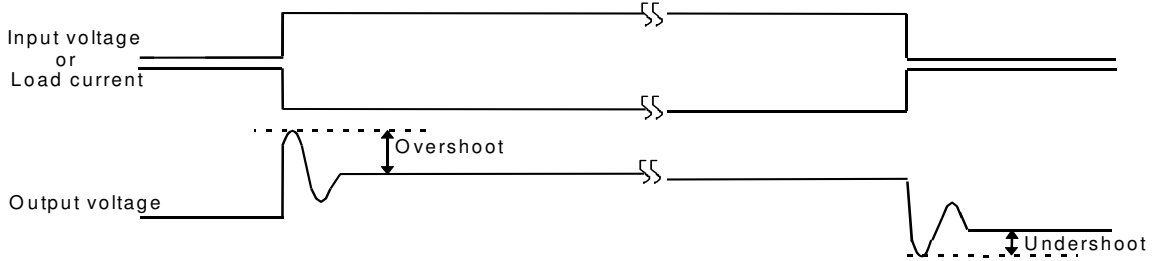 Input voltage
or
Load current
Overshoot
Output voltage
Undershoot